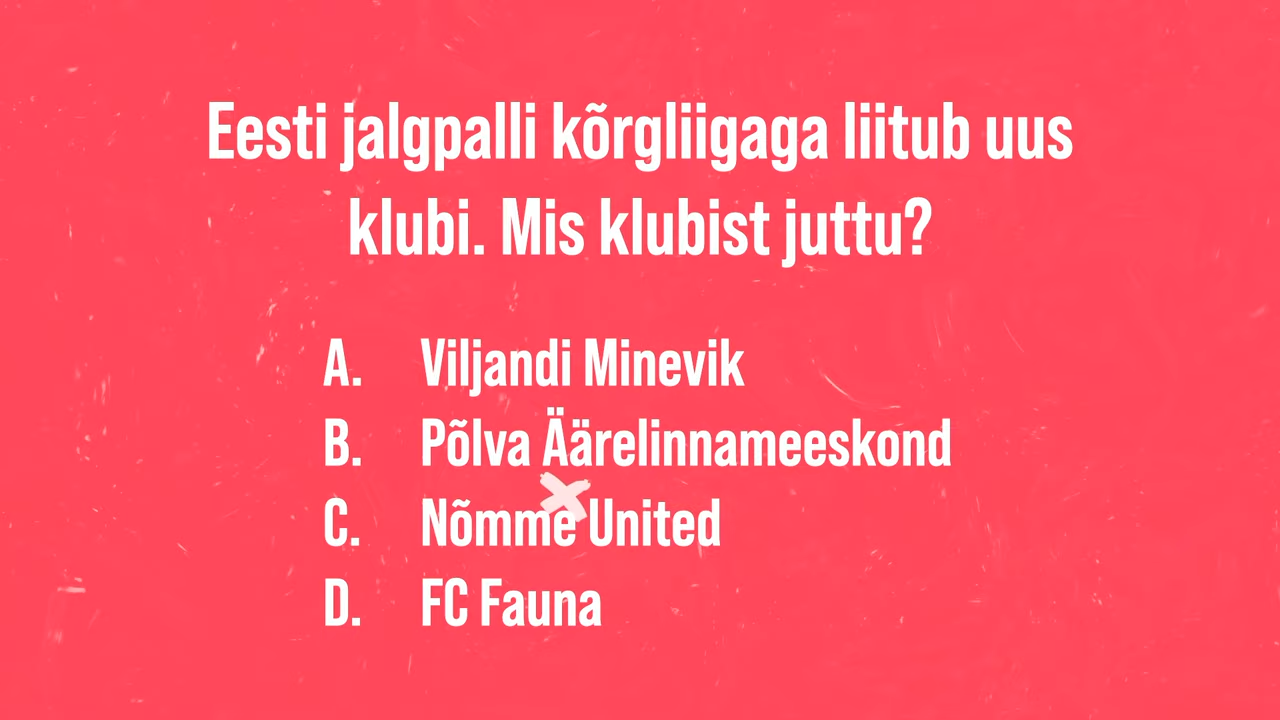 Eesti jalgpalli kõrgliigaga liitub uus
klubi. Mis klubist juttu?
A. Viljandi Minevik
B. Põlva Äärelinnameeskond
C. Nõmme United
D. FC Fauna